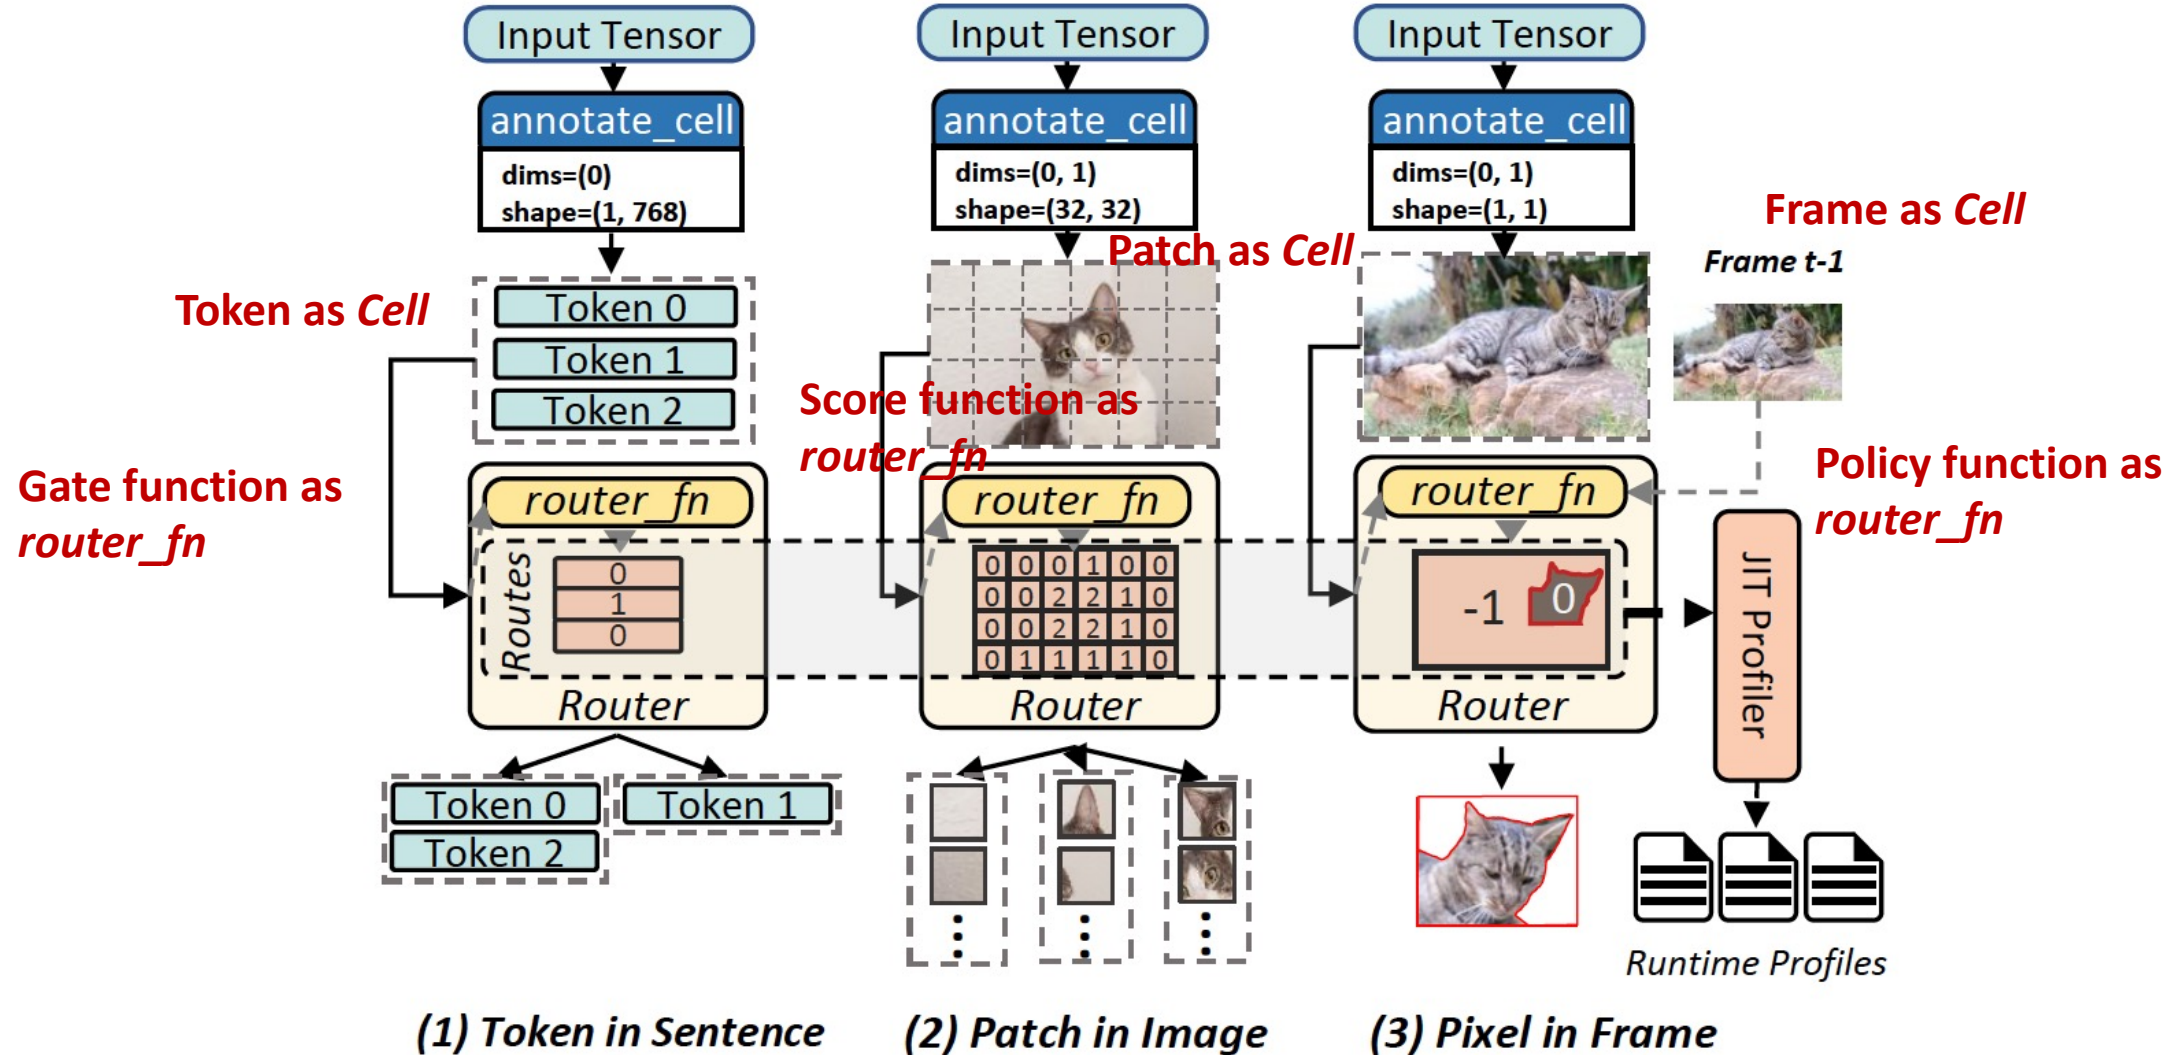 Input Tensor
annotate_cell
dims=(0)
shape=(1, 768)
Token as Cell
Token 0
Token 1
Token 2
Gate function as
router_fn
router_fn
Routes
0
1
0
Router
Token 0
Token 2
Token 1
(1) Token in Sentence
Input Tensor
annotate_cell
dims=(0, 1)
shape=(32, 32)
Patch as Cell
Score function as
router_fn
router_fn
0 0 0 1 0 0
0 0 2 2 1 0
0 0 2 2 1 0
0 1 1 1 1 0
Router
(2) Patch in Image
Input Tensor
annotate_cell
dims=(0, 1)
shape=(1, 1)
Frame as Cell
Frame t-1
Policy function as
router_fn
router_fn
-1 0
Router
JIT Profiler
Runtime Profiles
(3) Pixel in Frame